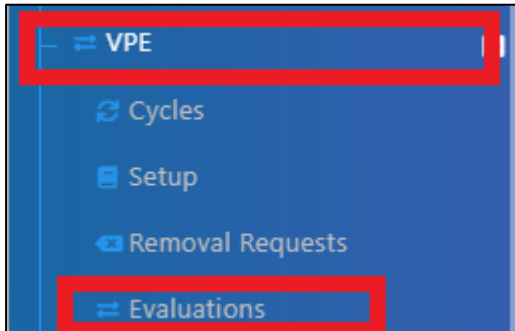 VPE
Cycles
Setup
Removal Requests
Evaluations